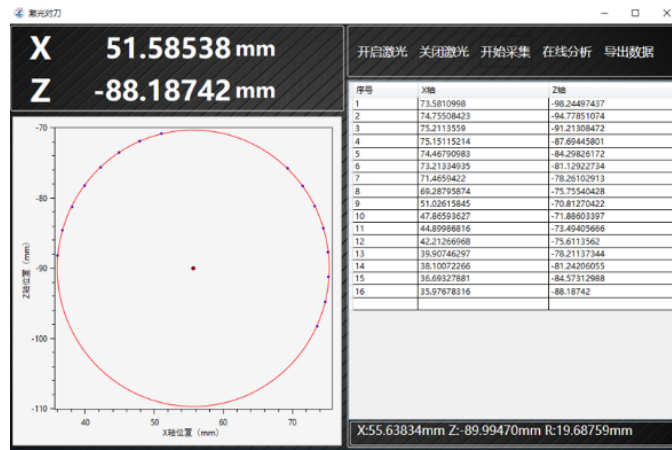 激光对刀
X 51.58538 mm
Z -88.18742 mm
开启激光 关闭激光 开始采集 在线分析 导出数据
序号 X轴 Z轴
1 73.5810998 -98.24497437
2 74.75508423 -94.77851074
3 75.2113559 -91.21308472
4 75.15115214 -87.69445801
5 74.46790983 -84.29826172
6 73.21334935 -81.12922734
7 71.4659422 -78.26102913
8 69.28795874 -75.75540428
9 51.02615845 -70.81270422
10 47.86593627 -71.88603397
11 44.89986816 -73.49405666
12 42.21266968 -75.6113562
13 39.90746297 -78.21137344
14 38.10072266 -81.24206055
15 36.69327881 -84.57312988
16 35.97678316 -88.18742
-70
-80
-90
-100
-110
Z轴位置 (mm)
40 50 60 70
X轴位置 (mm)
X:55.63834mm Z:-89.99470mm R:19.68759mm